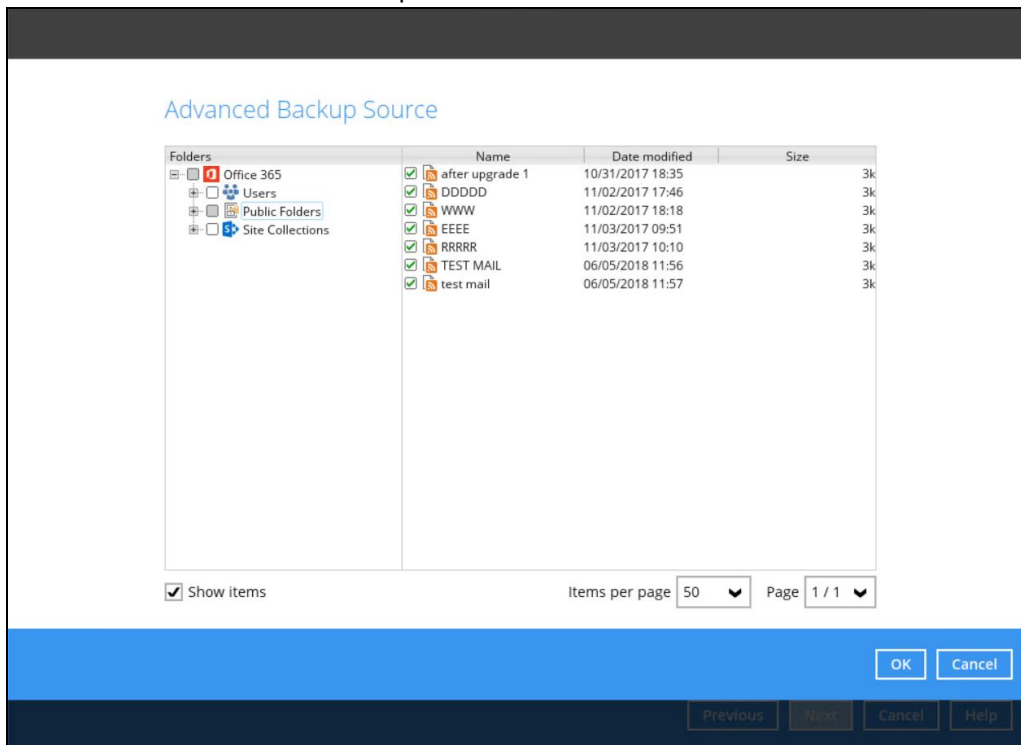 Advanced Backup Source
Folders Name Date modified Size
Office 365
Users
Public Folders
Site Collections
after upgrade 1 10/31/2017 18:35 3k
DDDDD 11/02/2017 17:46 3k
WWW 11/02/2017 18:18 3k
EEEE 11/03/2017 09:51 3k
RRRRR 11/03/2017 10:10 3k
TEST MAIL 06/05/2018 11:56 3k
test mail 06/05/2018 11:57 3k
Show items Items per page 50 Page 1 / 1
OK Cancel
Previous Next Cancel Help